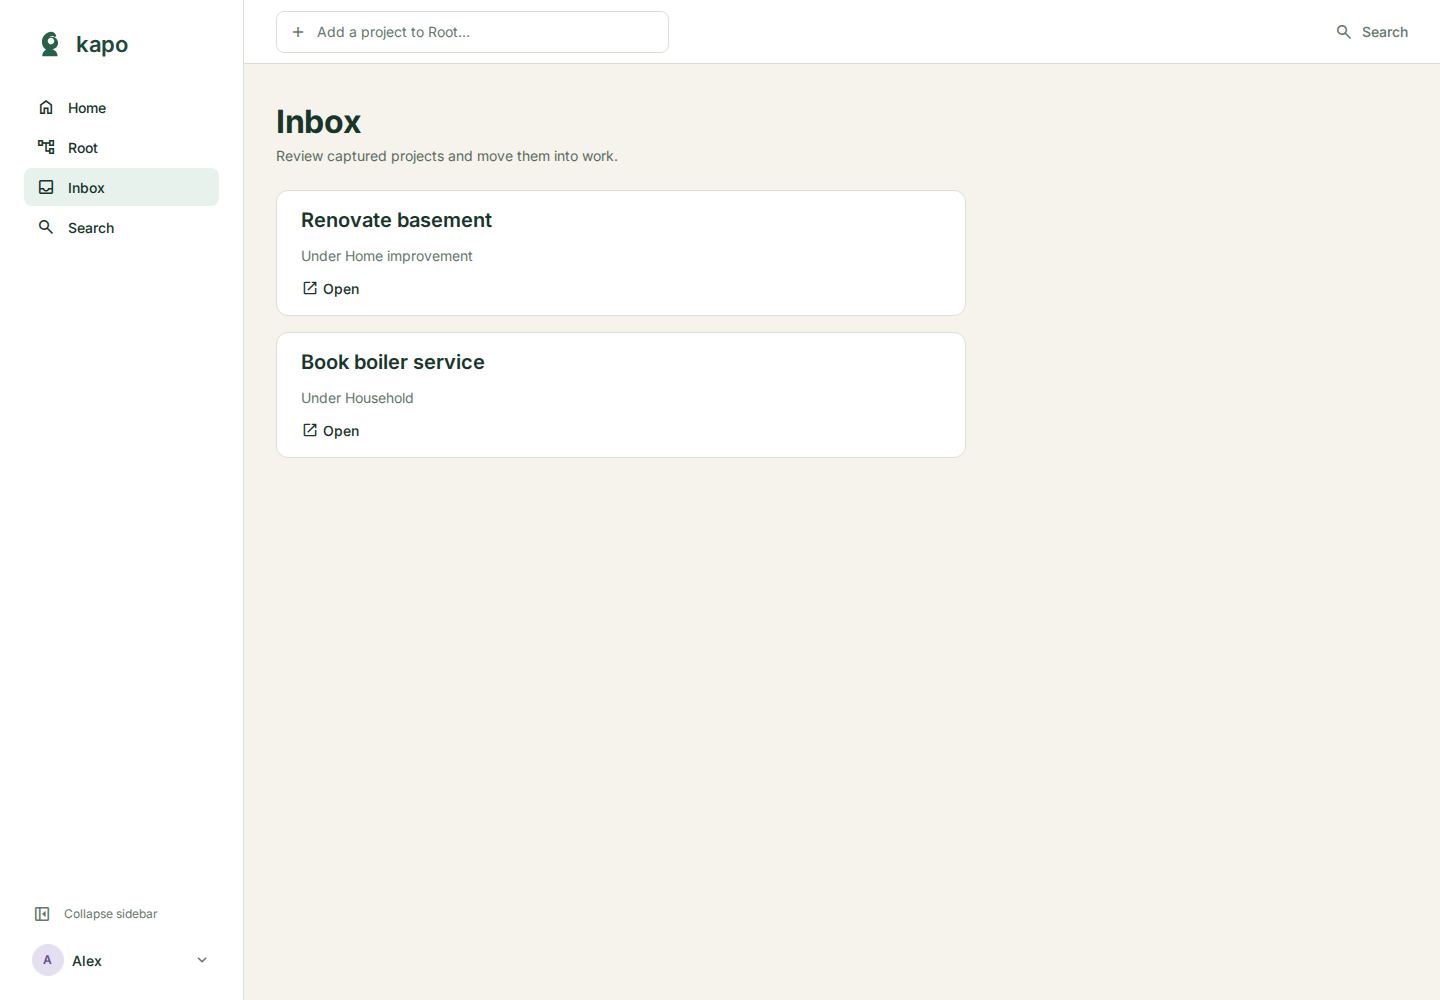 kapo
Home
Root
Inbox
Search
Collapse sidebar
A
Alex
Add a project to Root...
Search
Inbox
Review captured projects and move them into work.
Renovate basement
Under Home improvement
Open
Book boiler service
Under Household
Open